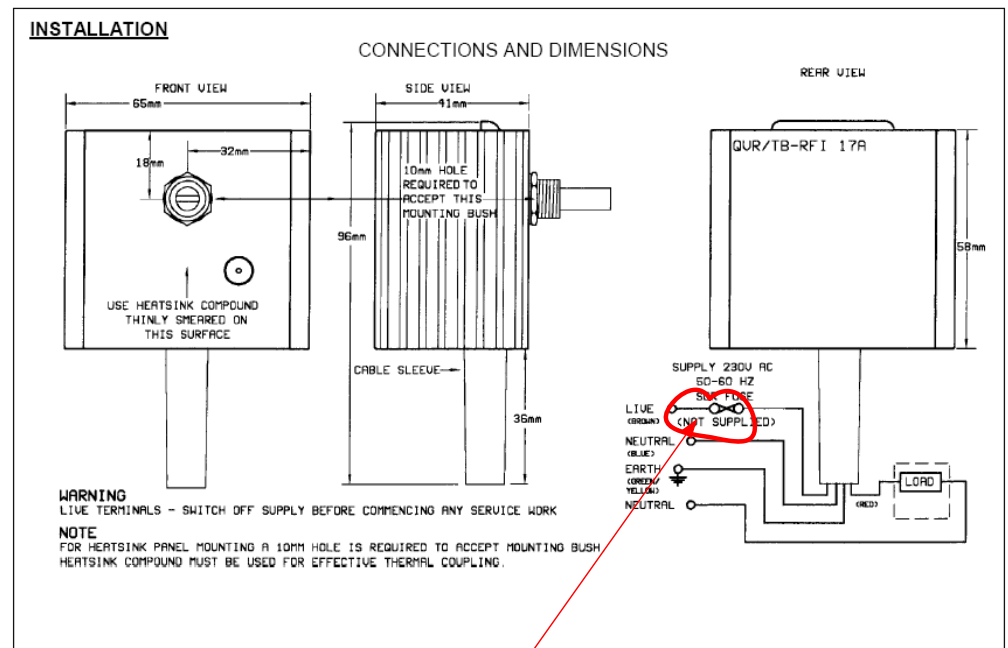 INSTALLATION
CONNECTIONS AND DIMENSIONS
FRONT VIEW
65mm
SIDE VIEW
41mm
REAR VIEW
18mm
32mm
10mm HOLE
REQUIRED TO
ACCEPT THIS
MOUNTING BUSH
96mm
QVR/TB-RFI 17A
58mm
USE HEATSINK COMPOUND
THINLY SMEARED ON
THIS SURFACE
CABLE SLEEVE
36mm
SUPPLY 230V AC
50-60 HZ
SCR FUSE
(NOT SUPPLIED)
LIVE
(BROWN)
NEUTRAL
(BLUE)
EARTH
(GREEN/
YELLOW)
NEUTRAL
(RED)
LOAD
WARNING
LIVE TERMINALS - SWITCH OFF SUPPLY BEFORE COMMENCING ANY SERVICE WORK
NOTE
FOR HEATSINK PANEL MOUNTING A 10MM HOLE IS REQUIRED TO ACCEPT MOUNTING BUSH
HEATSINK COMPOUND MUST BE USED FOR EFFECTIVE THERMAL COUPLING.